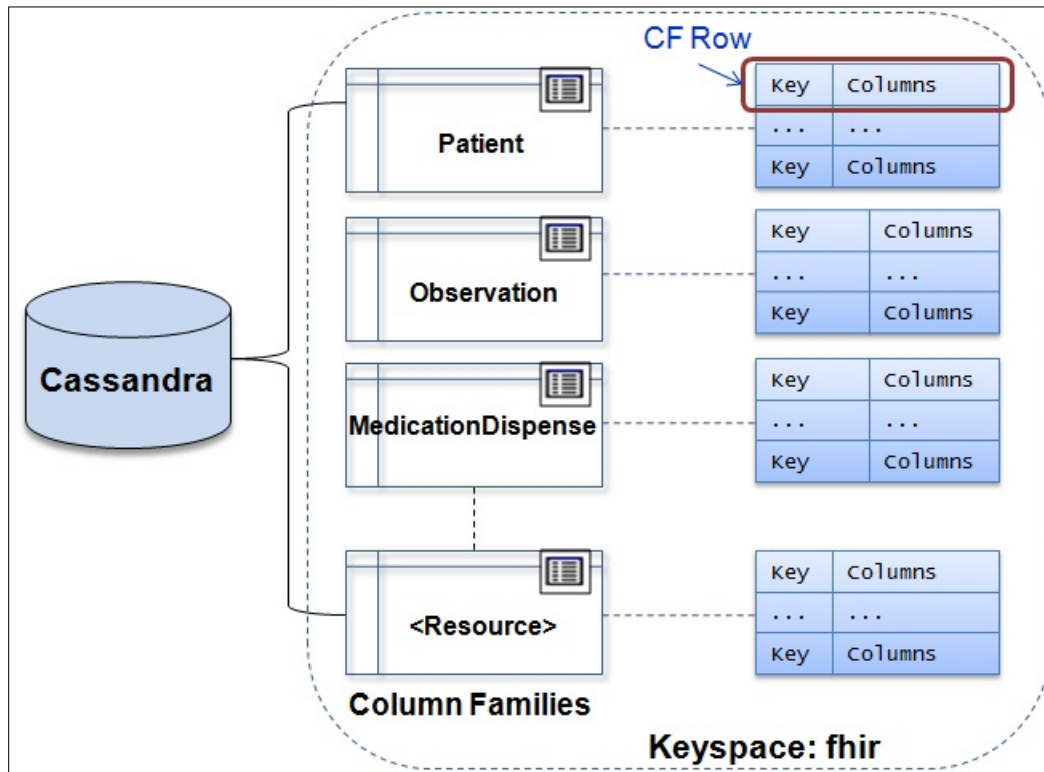 CF Row
Key Columns
Patient
... ...
Key Columns
Key Columns
Observation
... ...
Key Columns
Cassandra
Key Columns
MedicationDispense
... ...
Key Columns
Key Columns
<Resource>
... ...
Key Columns
Column Families
Keyspace: fhir